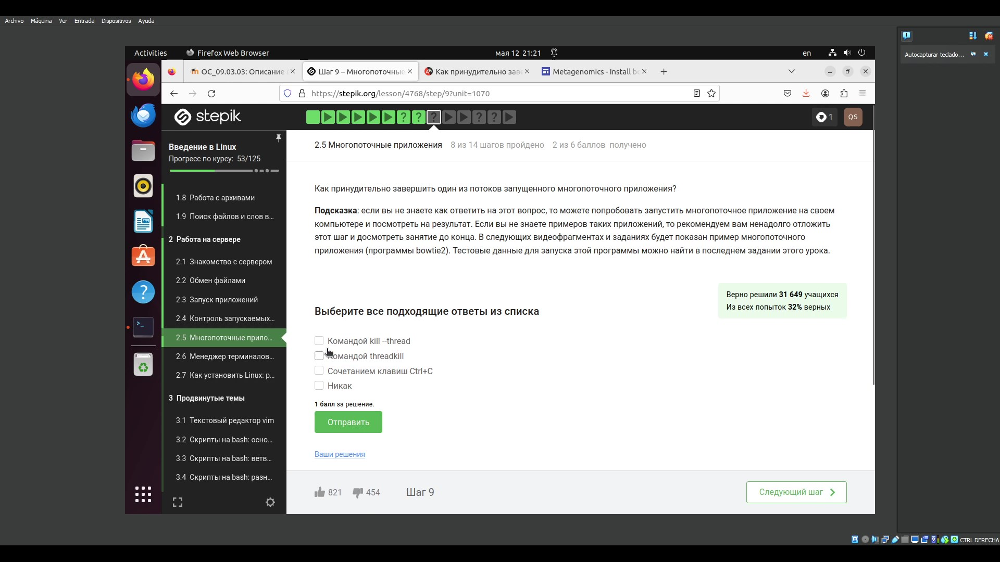 Archivo Máquina Ver Entrada Dispositivos Ayuda
Autocapturar teclado...
Activities Firefox Web Browser мая 12 21:21 en
ОС_09.03.03: Описание Шаг 9 – Многопоточные Как принудительно заве Metagenomics - Install bo
https://stepik.org/lesson/4768/step/9?unit=1070
stepik ? ? ? ? ? 1 QS
Введение в Linux
Прогресс по курсу: 53/125
1.8 Работа с архивами
1.9 Поиск файлов и слов в...
2 Работа на сервере
2.1 Знакомство с сервером
2.2 Обмен файлами
2.3 Запуск приложений
2.4 Контроль запускаемых...
2.5 Многопоточные прило...
2.6 Менеджер терминалов...
2.7 Как установить Linux: р...
3 Продвинутые темы
3.1 Текстовый редактор vim
3.2 Скрипты на bash: осно...
3.3 Скрипты на bash: ветв...
3.4 Скрипты на bash: разн...
2.5 Многопоточные приложения 8 из 14 шагов пройдено 2 из 6 баллов получено
Как принудительно завершить один из потоков запущенного многопоточного приложения?
Подсказка: если вы не знаете как ответить на этот вопрос, то можете попробовать запустить многопоточное приложение на своем
компьютере и посмотреть на результат. Если вы не знаете примеров таких приложений, то рекомендуем вам ненадолго отложить
этот шаг и досмотреть занятие до конца. В следующих видеофрагментах и заданиях будет показан пример многопоточного
приложения (программы bowtie2). Тестовые данные для запуска этой программы можно найти в последнем задании этого урока.
Верно решили 31 649 учащихся
Из всех попыток 32% верных
Выберите все подходящие ответы из списка
Командой kill --thread
Командой threadkill
Сочетанием клавиш Ctrl+C
Никак
1 балл за решение.
Отправить
Ваши решения
821 454 Шаг 9 Следующий шаг
CTRL DERECHA